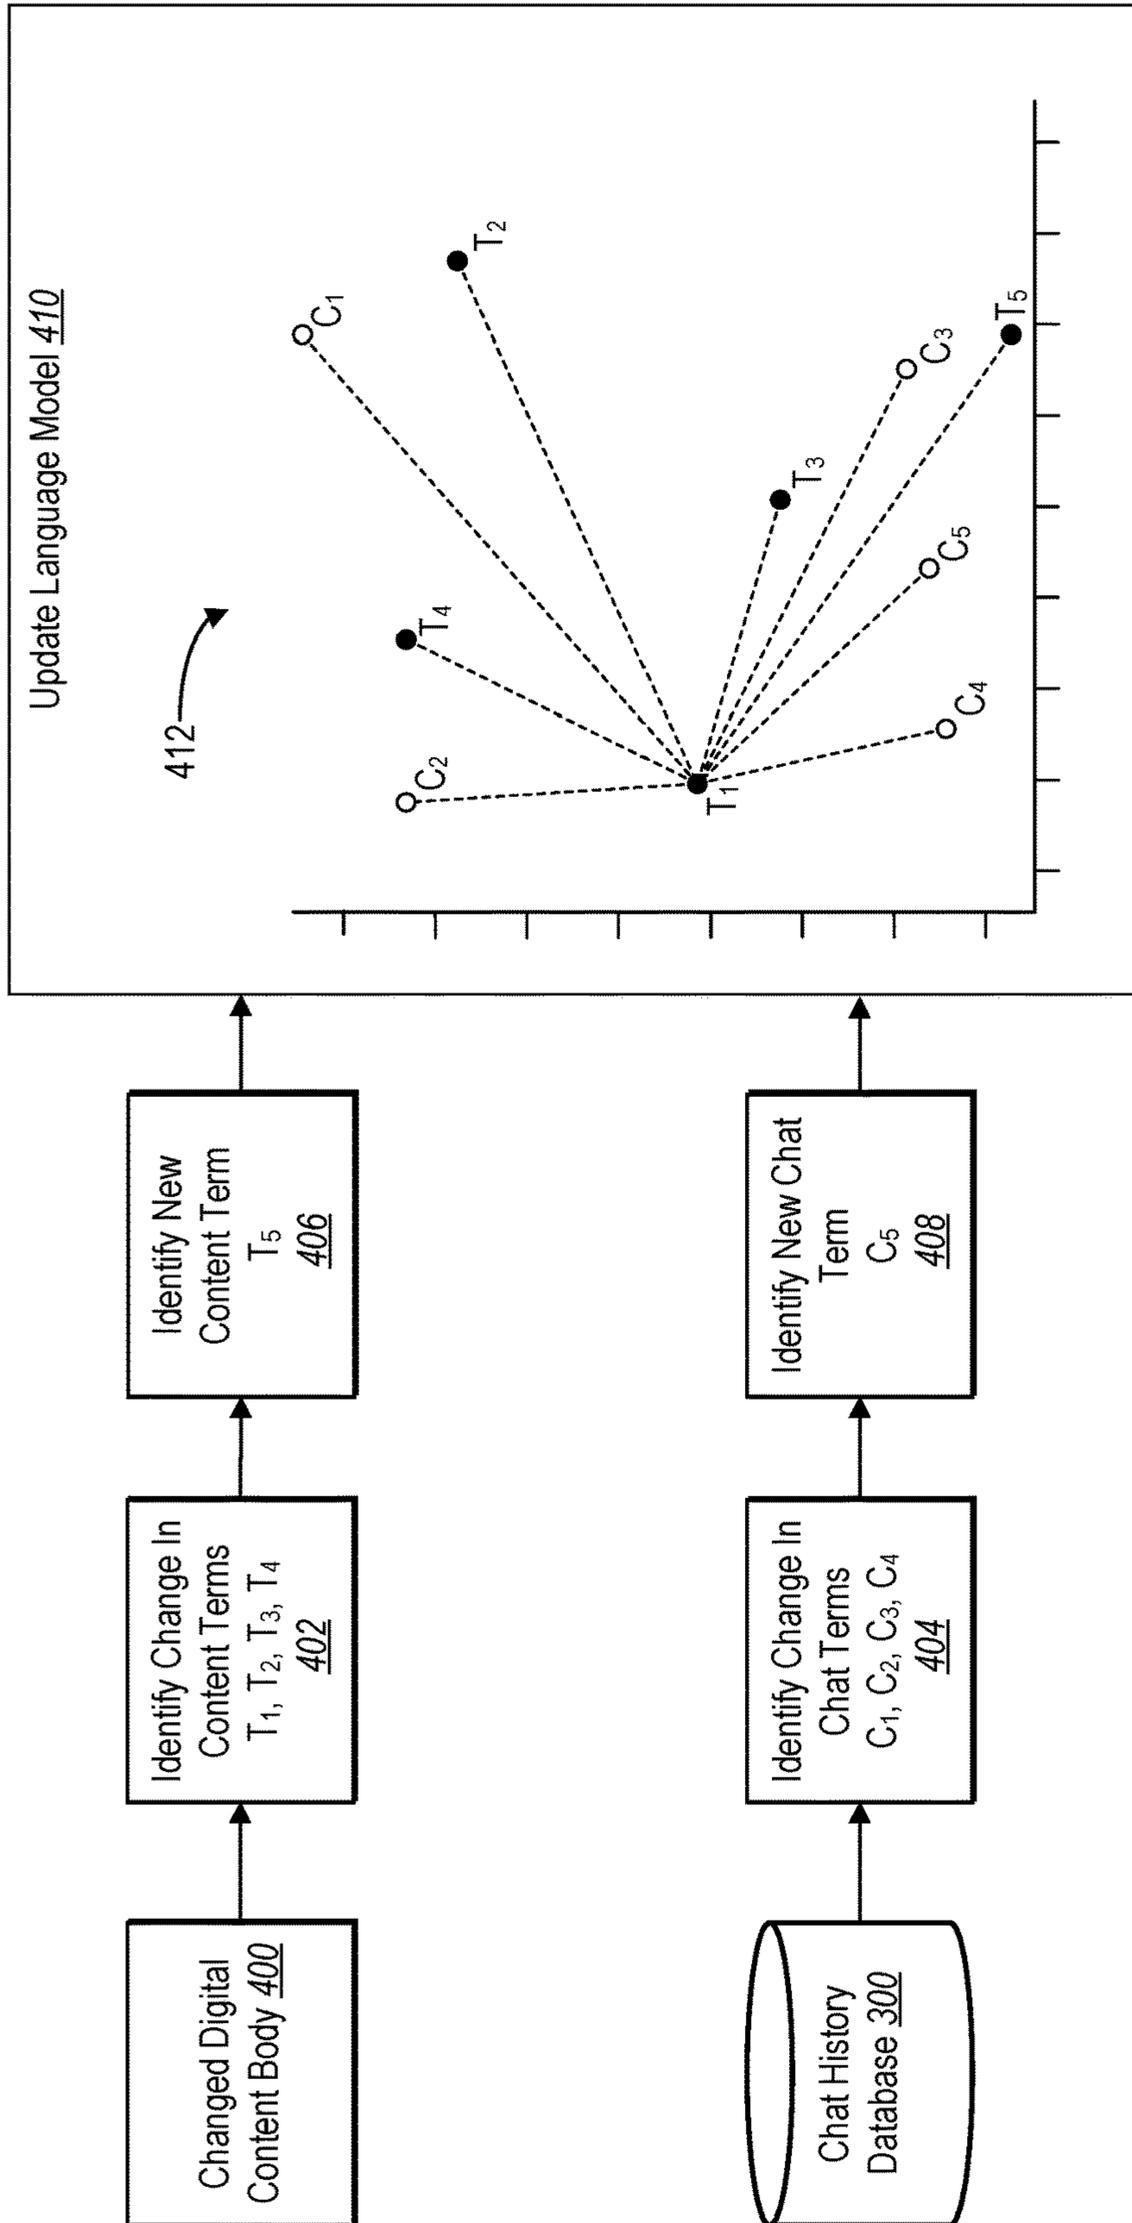 Changed Digital
Content Body 400
Identify Change In
Content Terms
T₁, T₂, T₃, T₄
402
Identify New
Content Term
T₅
406
Chat History
Database 300
Identify Change In
Chat Terms
C₁, C₂, C₃, C₄
404
Identify New Chat
Term
C₅
408
Update Language Model 410
412
C₁
T₂
T₄
C₂
T₁
T₃
C₃
T₅
C₅
C₄